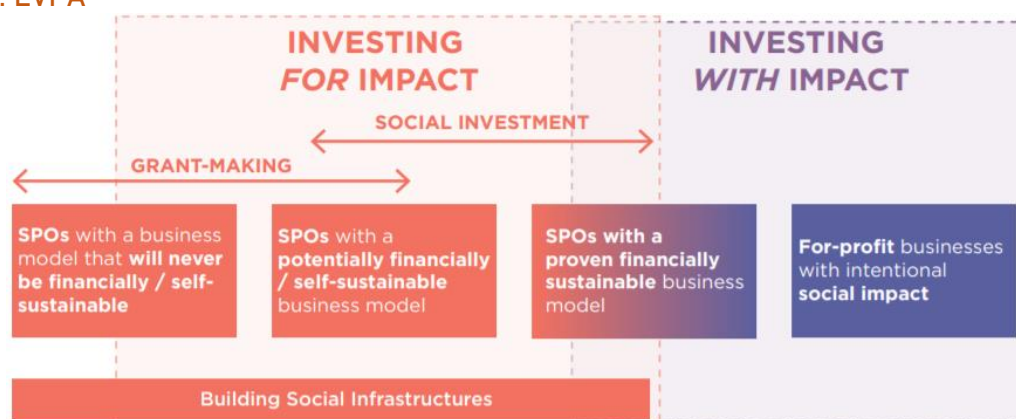 INVESTING
FOR IMPACT
INVESTING
WITH IMPACT
SOCIAL INVESTMENT
GRANT-MAKING
SPOs with a business
model that will never
be financially / self-
sustainable
SPOs with a
potentially financially
/ self-sustainable
business model
SPOs with a
proven financially
sustainable business
model
For-profit businesses
with intentional
social impact
Building Social Infrastructures